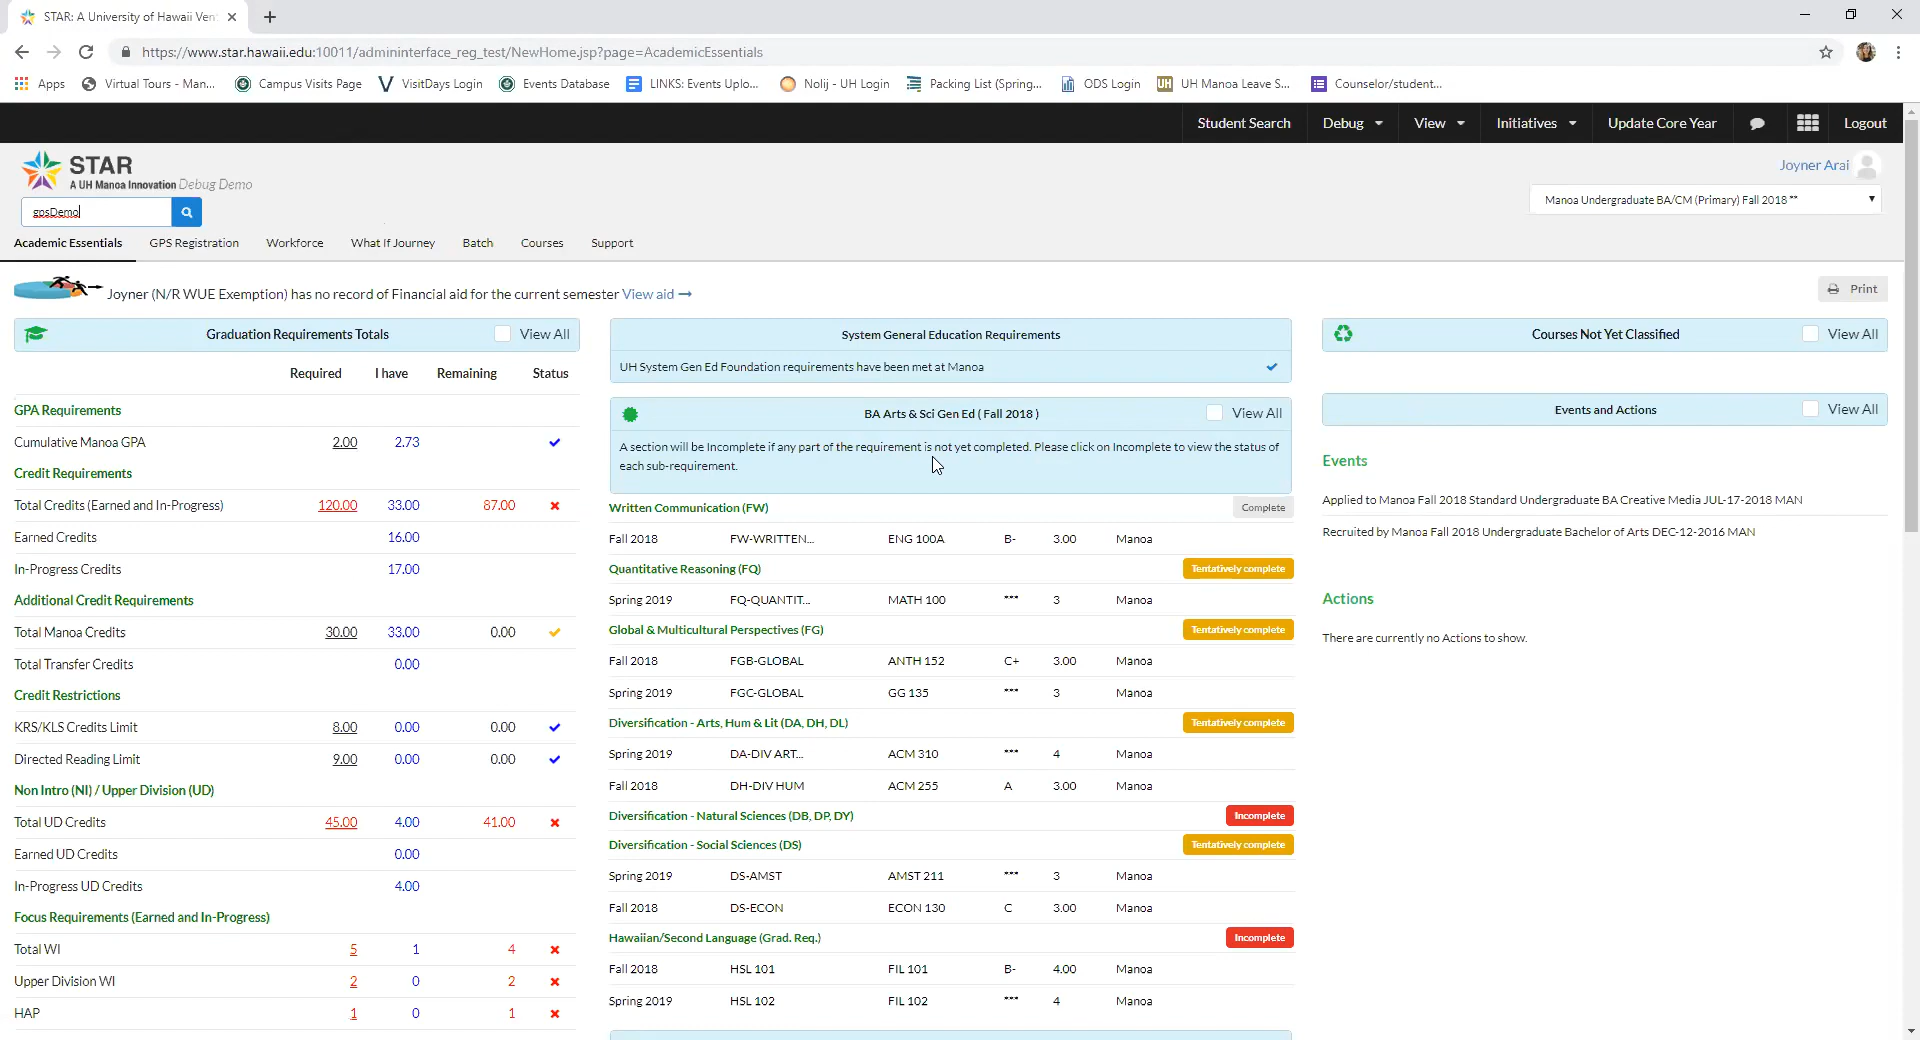 STAR: A University of Hawaii Ven
https://www.star.hawaii.edu:10011/admininterface_reg_test/NewHome.jsp?page=AcademicEssentials
Apps Virtual Tours - Man... Campus Visits Page VisitDays Login Events Database LINKS: Events Uplo... Nolij - UH Login Packing List (Spring... ODS Login UH UH Manoa Leave S... Counselor/student...
Student Search Debug View Initiatives Update Core Year Logout
STAR
A UH Manoa Innovation Debug Demo
Joyner Arai
gpsDemo
Manoa Undergraduate BA/CM (Primary) Fall 2018 **
Academic Essentials GPS Registration Workforce What If Journey Batch Courses Support
Joyner (N/R WUE Exemption) has no record of Financial aid for the current semester View aid →
Print
Graduation Requirements Totals View All
Required I have Remaining Status
GPA Requirements
Cumulative Manoa GPA 2.00 2.73
Credit Requirements
Total Credits (Earned and In-Progress) 120.00 33.00 87.00
Earned Credits 16.00
In-Progress Credits 17.00
Additional Credit Requirements
Total Manoa Credits 30.00 33.00 0.00
Total Transfer Credits 0.00
Credit Restrictions
KRS/KLS Credits Limit 8.00 0.00 0.00
Directed Reading Limit 9.00 0.00 0.00
Non Intro (NI) / Upper Division (UD)
Total UD Credits 45.00 4.00 41.00
Earned UD Credits 0.00
In-Progress UD Credits 4.00
Focus Requirements (Earned and In-Progress)
Total WI 5 1 4
Upper Division WI 2 0 2
HAP 1 0 1
System General Education Requirements
UH System Gen Ed Foundation requirements have been met at Manoa
BA Arts & Sci Gen Ed ( Fall 2018 ) View All
A section will be Incomplete if any part of the requirement is not yet completed. Please click on Incomplete to view the status of
each sub-requirement.
Written Communication (FW) Complete
Fall 2018 FW-WRITTEN... ENG 100A B- 3.00 Manoa
Quantitative Reasoning (FQ) Tentatively complete
Spring 2019 FQ-QUANTIT... MATH 100 *** 3 Manoa
Global & Multicultural Perspectives (FG) Tentatively complete
Fall 2018 FGB-GLOBAL ANTH 152 C+ 3.00 Manoa
Spring 2019 FGC-GLOBAL GG 135 *** 3 Manoa
Diversification - Arts, Hum & Lit (DA, DH, DL) Tentatively complete
Spring 2019 DA-DIV ART... ACM 310 *** 4 Manoa
Fall 2018 DH-DIV HUM ACM 255 A 3.00 Manoa
Diversification - Natural Sciences (DB, DP, DY) Incomplete
Diversification - Social Sciences (DS) Tentatively complete
Spring 2019 DS-AMST AMST 211 *** 3 Manoa
Fall 2018 DS-ECON ECON 130 C 3.00 Manoa
Hawaiian/Second Language (Grad. Req.) Incomplete
Fall 2018 HSL 101 FIL 101 B- 4.00 Manoa
Spring 2019 HSL 102 FIL 102 *** 4 Manoa
Courses Not Yet Classified View All
Events and Actions View All
Events
Applied to Manoa Fall 2018 Standard Undergraduate BA Creative Media JUL-17-2018 MAN
Recruited by Manoa Fall 2018 Undergraduate Bachelor of Arts DEC-12-2016 MAN
Actions
There are currently no Actions to show.